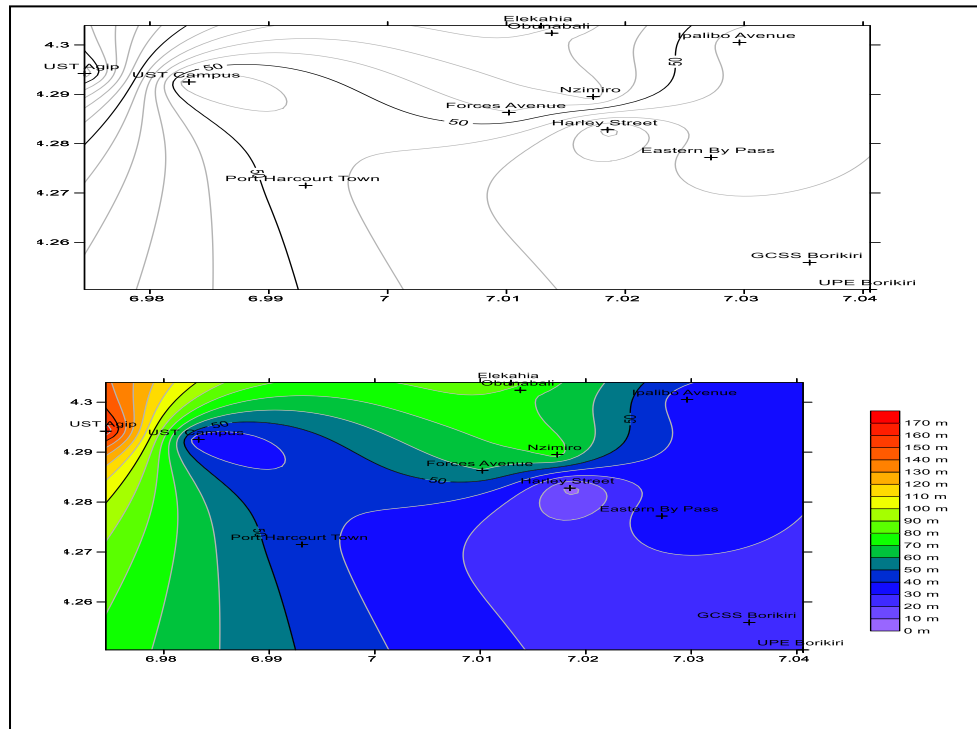 Elekahia
Obunabali
Ipalibo Avenue
4.3
50
UST Agip
50
UST Campus
4.29
Nzimiro
Forces Avenue
50
Harley Street
4.28
Eastern By Pass
50
4.27
Port Harcourt Town
4.26
GCSS Borikiri
UPE Borikiri
6.98 6.99 7 7.01 7.02 7.03 7.04
Elekahia
Obunabali
Ipalibo Avenue
4.3
50
UST Agip
50
UST Campus
4.29
Nzimiro
Forces Avenue
50
Harley Street
4.28
Eastern By Pass
50
4.27
Port Harcourt Town
4.26
GCSS Borikiri
UPE Borikiri
6.98 6.99 7 7.01 7.02 7.03 7.04
170 m
160 m
150 m
140 m
130 m
120 m
110 m
100 m
90 m
80 m
70 m
60 m
50 m
40 m
30 m
20 m
10 m
0 m